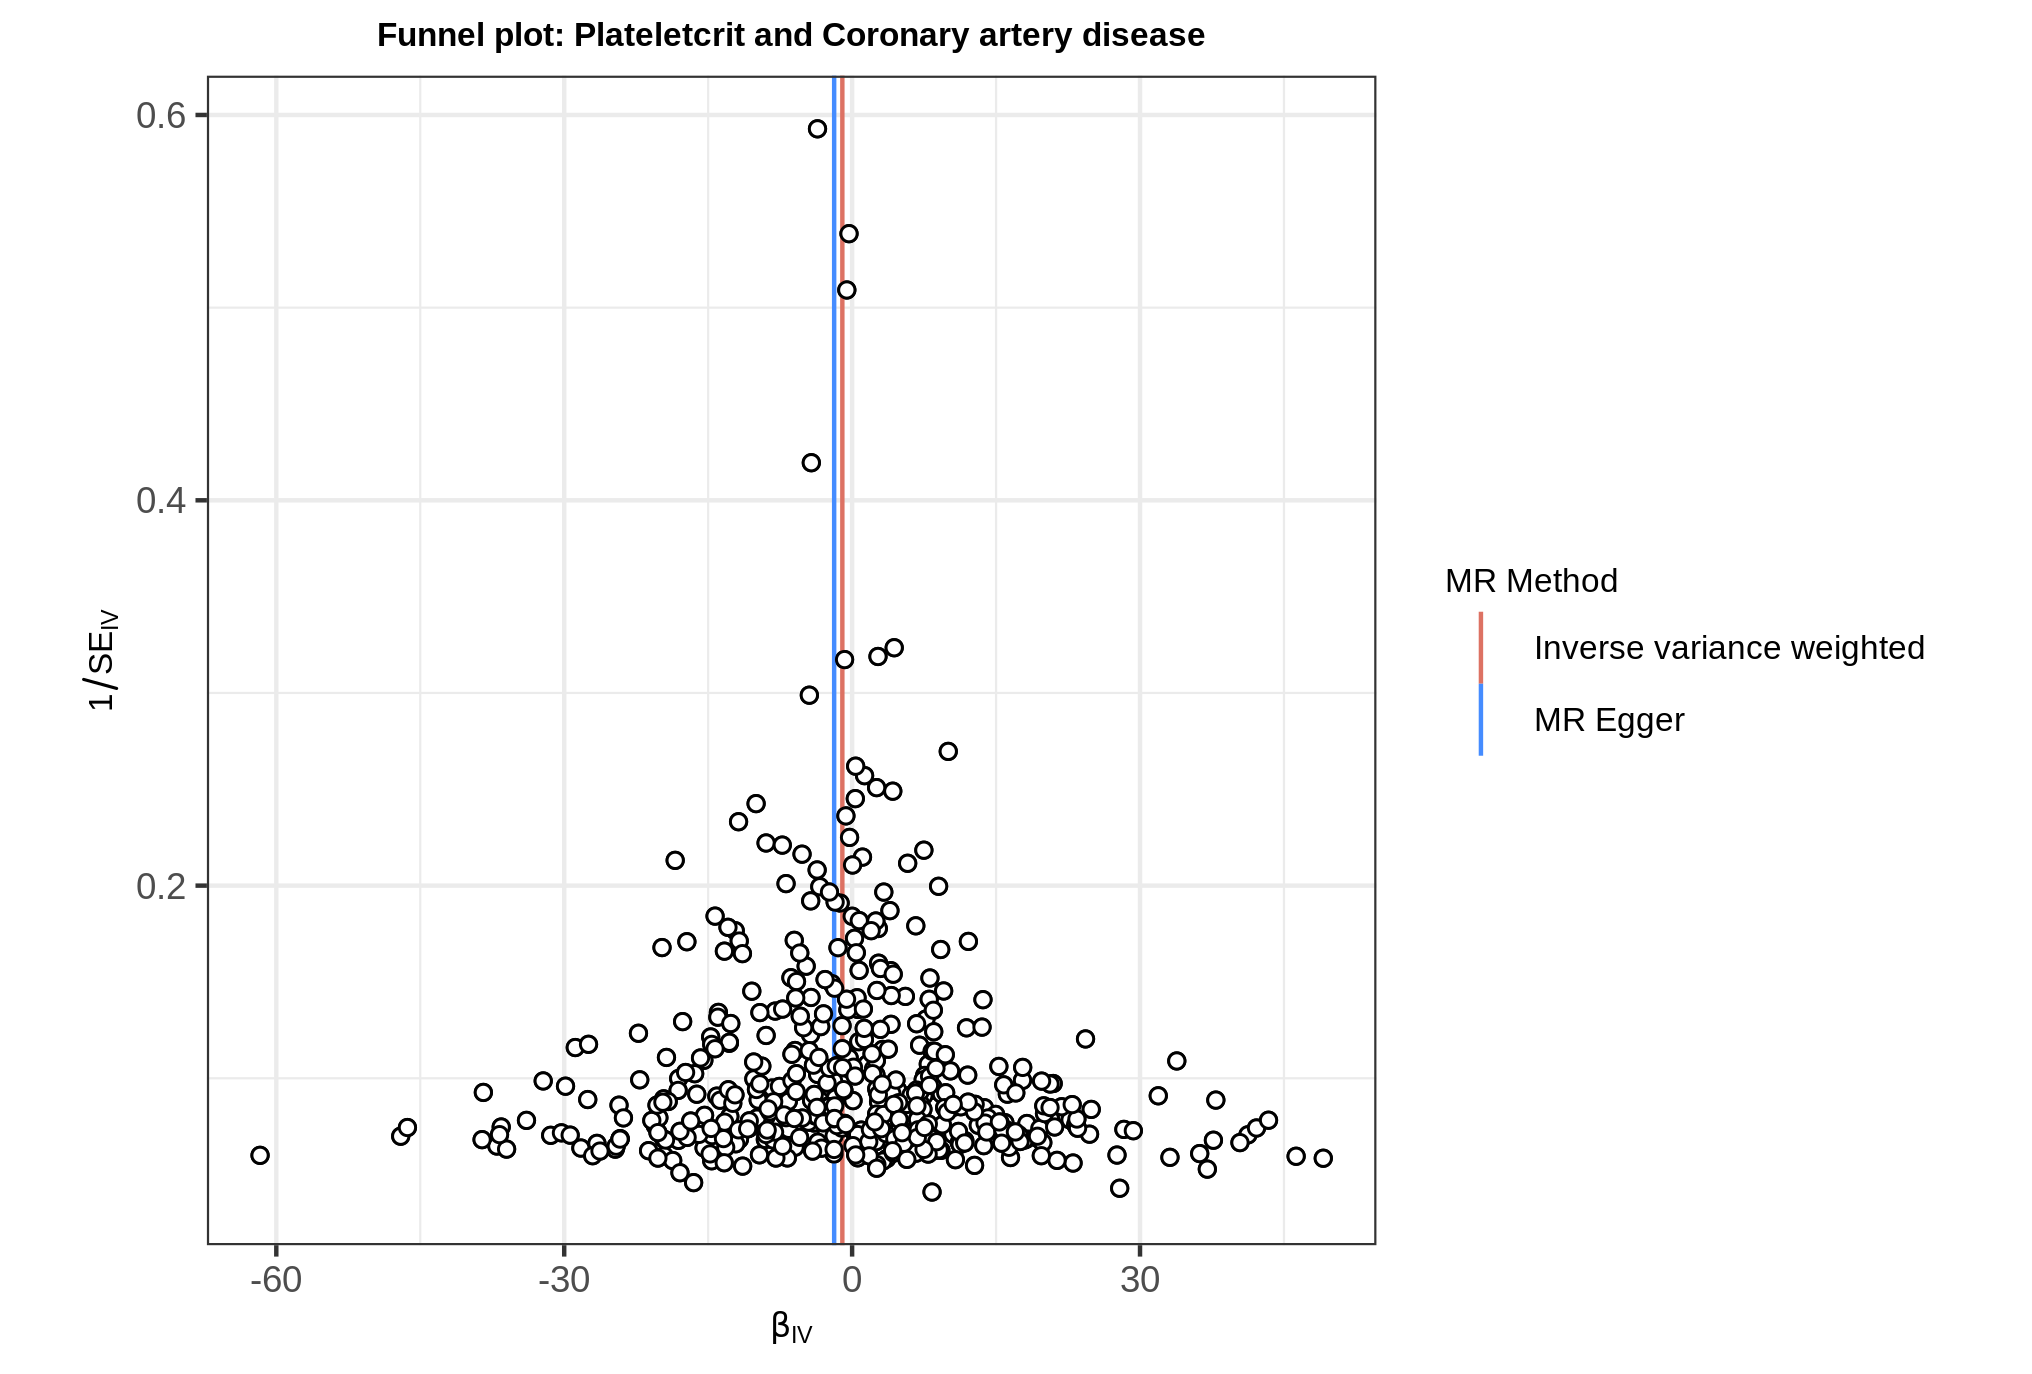 Funnel plot: Plateletcrit and Coronary artery disease
0.6
0.4
0.2
1/SE_IV
-60 -30 0 30
β_IV
MR Method
Inverse variance weighted
MR Egger